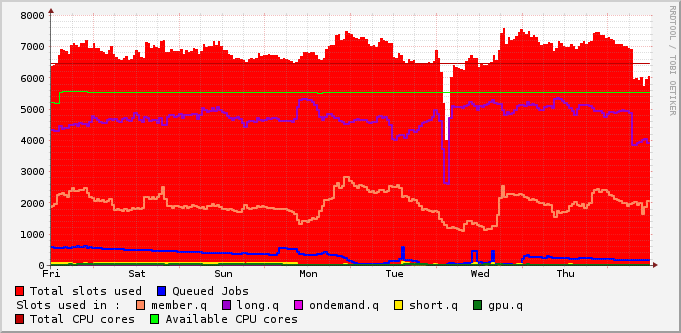 8000
7000
6000
5000
4000
3000
2000
1000
0
Fri Sat Sun Mon Tue Wed Thu
RRDTOOL / TOBI OETIKER
Total slots used Queued Jobs
Slots used in : member.q long.q ondemand.q short.q gpu.q
Total CPU cores Available CPU cores